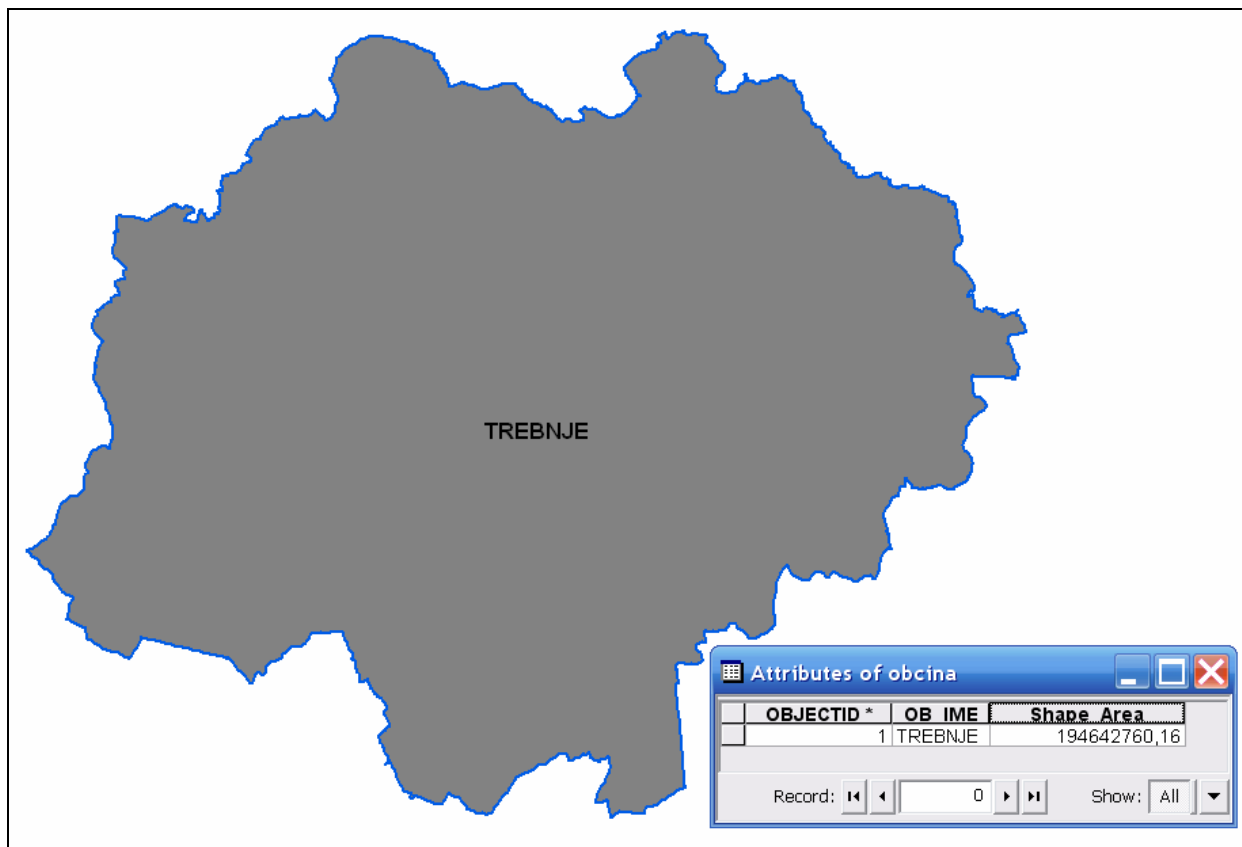 TREBNJE
Attributes of obcina
OBJECTID * OB_IME Shape_Area
1 TREBNJE 194642760,16
Record: 0 Show: All